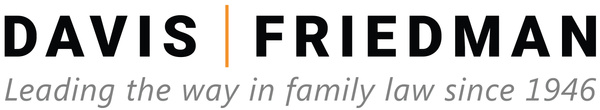 DAVIS | FRIEDMAN
Leading the way in family law since 1946